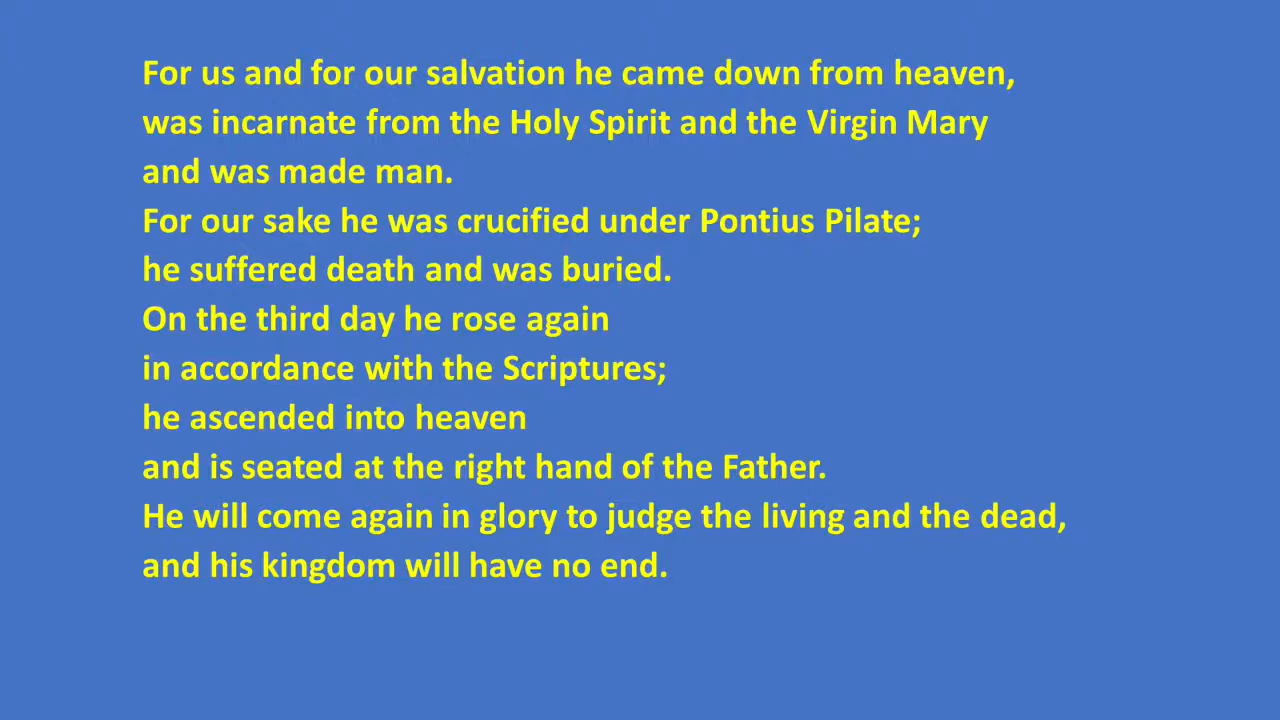 For us and for our salvation he came down from heaven,
was incarnate from the Holy Spirit and the Virgin Mary
and was made man.
For our sake he was crucified under Pontius Pilate;
he suffered death and was buried.
On the third day he rose again
in accordance with the Scriptures;
he ascended into heaven
and is seated at the right hand of the Father.
He will come again in glory to judge the living and the dead,
and his kingdom will have no end.